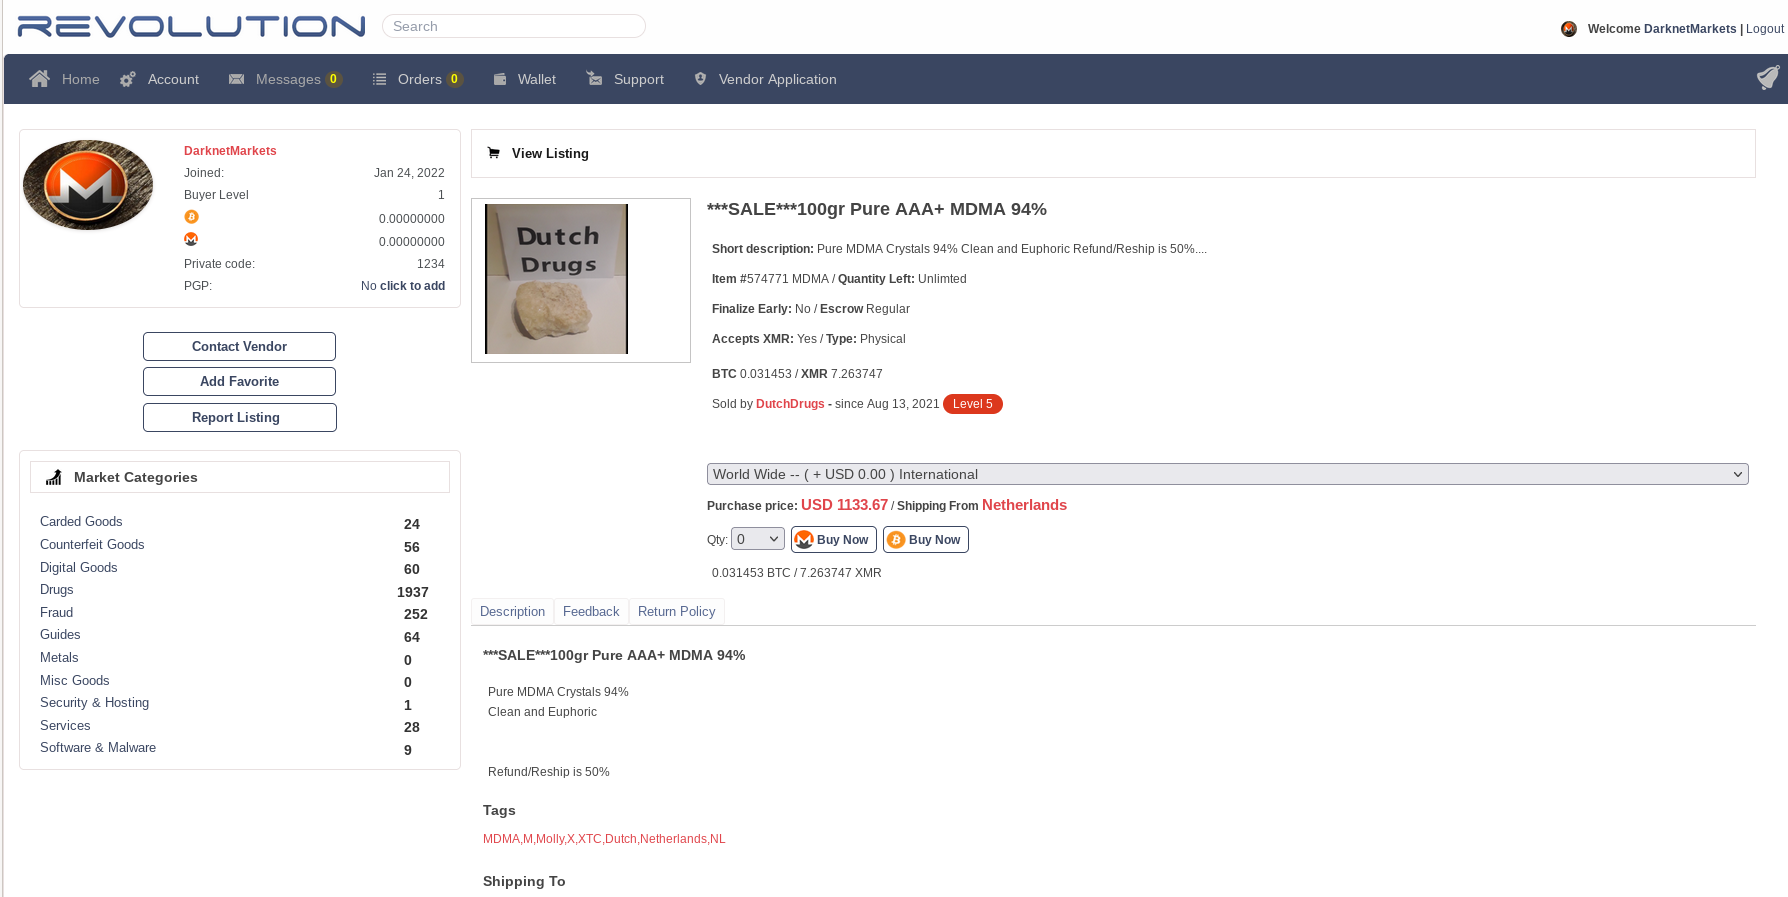 REVOLUTION
Search
Welcome DarknetMarkets | Logout
Home Account Messages 0 Orders 0 Wallet Support Vendor Application
DarknetMarkets
Joined: Jan 24, 2022
Buyer Level 1
0.00000000
0.00000000
Private code: 1234
PGP: No click to add
Contact Vendor
Add Favorite
Report Listing
Market Categories
Carded Goods 24
Counterfeit Goods 56
Digital Goods 60
Drugs 1937
Fraud 252
Guides 64
Metals 0
Misc Goods 0
Security & Hosting 1
Services 28
Software & Malware 9
View Listing
Dutch
Drugs
***SALE***100gr Pure AAA+ MDMA 94%
Short description: Pure MDMA Crystals 94% Clean and Euphoric Refund/Reship is 50%....
Item #574771 MDMA / Quantity Left: Unlimted
Finalize Early: No / Escrow Regular
Accepts XMR: Yes / Type: Physical
BTC 0.031453 / XMR 7.263747
Sold by DutchDrugs - since Aug 13, 2021 Level 5
World Wide -- ( + USD 0.00 ) International
Purchase price: USD 1133.67 / Shipping From Netherlands
Qty: 0 Buy Now Buy Now
0.031453 BTC / 7.263747 XMR
Description Feedback Return Policy
***SALE***100gr Pure AAA+ MDMA 94%
Pure MDMA Crystals 94%
Clean and Euphoric
Refund/Reship is 50%
Tags
MDMA,M,Molly,X,XTC,Dutch,Netherlands,NL
Shipping To